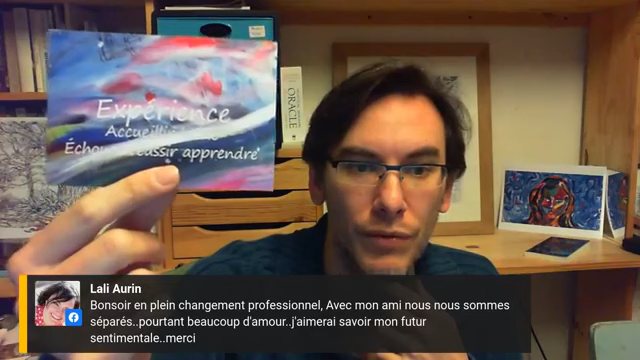 Expérience
Accueillir
réussir apprendre
ORACLE
Lali Aurin
Bonsoir en plein changement professionnel, Avec mon ami nous nous sommes
séparés..pourtant beaucoup d'amour..j'aimerai savoir mon futur
sentimentale..merci